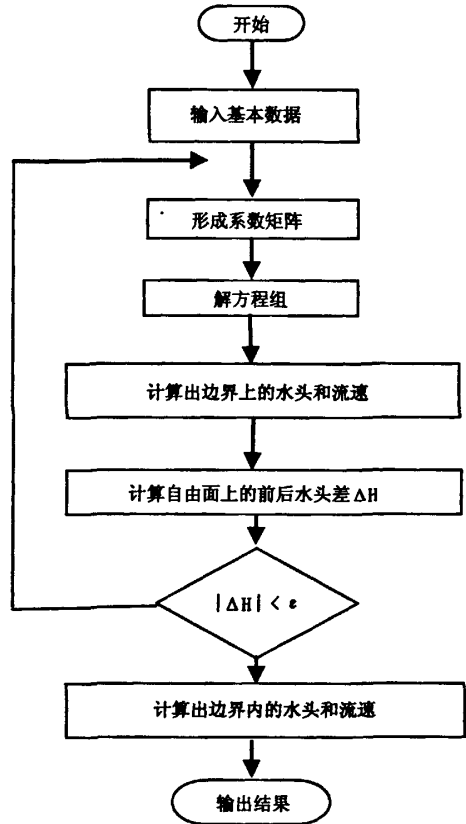 开始
输入基本数据
形成系数矩阵
解方程组
计算出边界上的水头和流速
计算自由面上的前后水头差ΔH
|ΔH| < ε
计算出边界内的水头和流速
输出结果